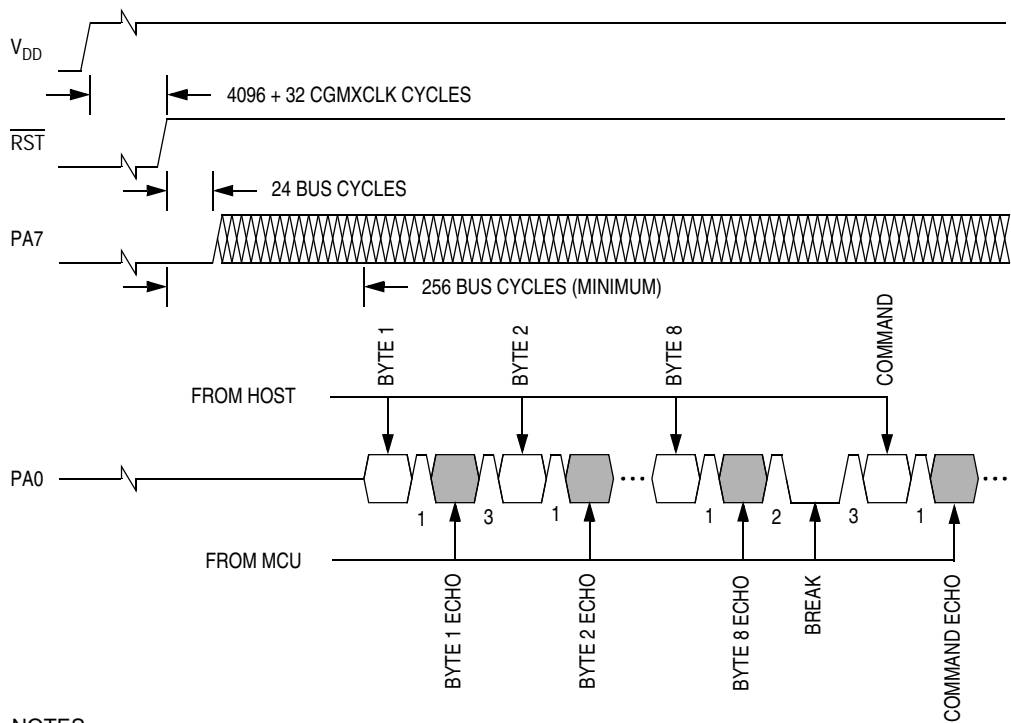 VDD
4096 + 32 CGMXCLK CYCLES
RST
24 BUS CYCLES
PA7
256 BUS CYCLES (MINIMUM)
BYTE 1
BYTE 2
BYTE 8
COMMAND
FROM HOST
PA0
1
3
1
1
2
3
1
FROM MCU
BYTE 1 ECHO
BYTE 2 ECHO
BYTE 8 ECHO
BREAK
COMMAND ECHO